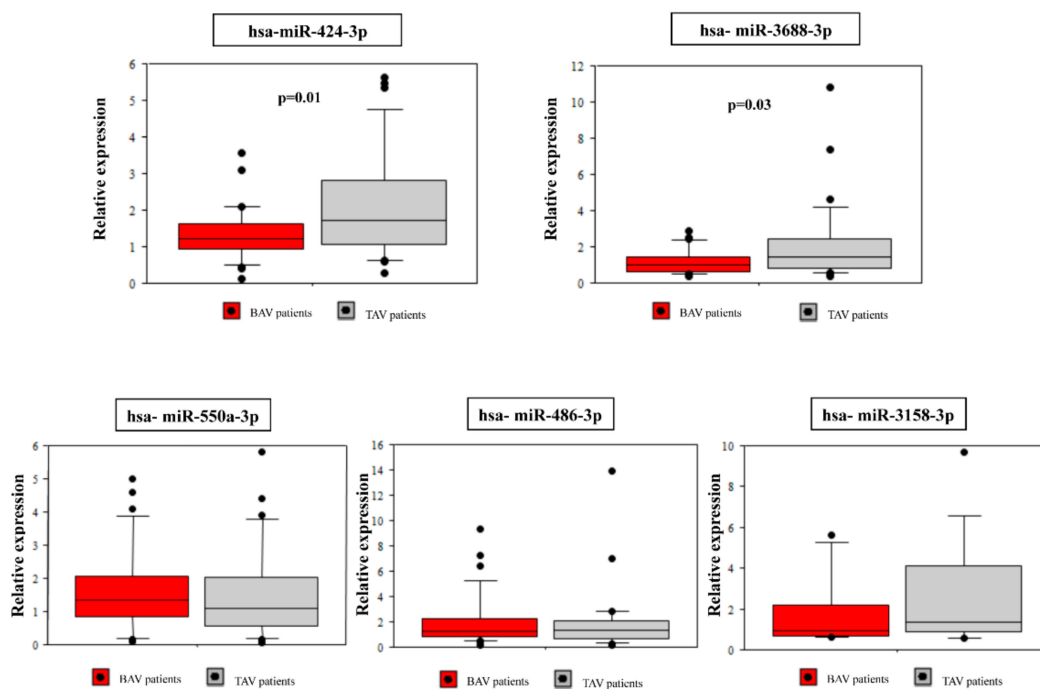 hsa-miR-424-3p
Relative expression
6
5
4
3
2
1
0
p=0.01
BAV patients
TAV patients
hsa- miR-3688-3p
Relative expression
12
10
8
6
4
2
0
p=0.03
BAV patients
TAV patients
hsa- miR-550a-3p
Relative expression
6
5
4
3
2
1
0
BAV patients
TAV patients
hsa- miR-486-3p
Relative expression
16
14
12
10
8
6
4
2
0
BAV patients
TAV patients
hsa- miR-3158-3p
Relative expression
10
8
6
4
2
0
BAV patients
TAV patients